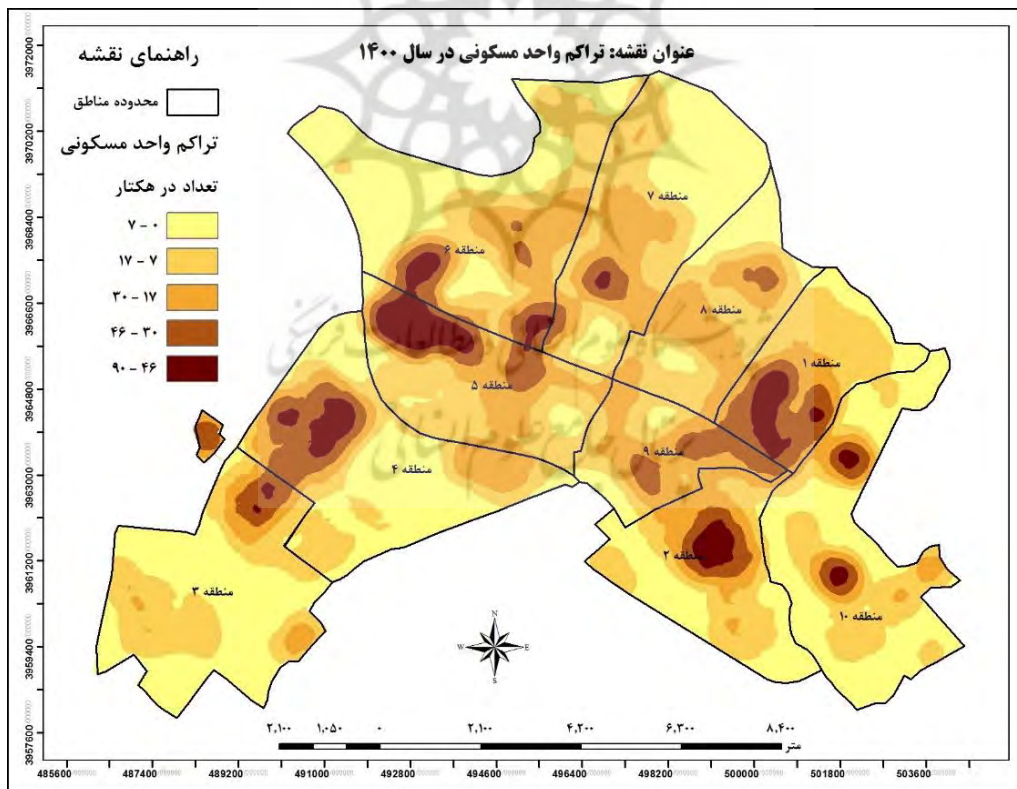 عنوان نقشه: تراکم واحد مسکونی در سال ۱۴۰۰
راهنمای نقشه
محدوده مناطق
تراکم واحد مسکونی
تعداد در هکتار
۷ - ۰
۱۷ - ۷
۳۰ - ۱۷
۴۶ - ۳۰
۹۰ - ۴۶
منطقه ۷
منطقه ۶
منطقه ۸
منطقه ۱
منطقه ۵
منطقه ۹
منطقه ۴
منطقه ۲
منطقه ۳
منطقه ۱۰
N
W E
S
۲,۱۰۰ ۱,۰۵۰ ۰ ۲,۱۰۰ ۴,۲۰۰ ۶,۳۰۰ ۸,۴۰۰
متر
3972000
3970200
3968400
3966600
3964800
3963000
3961200
3959400
3957600
485600 487400 489200 491000 492800 494600 496400 498200 500000 501800 503600